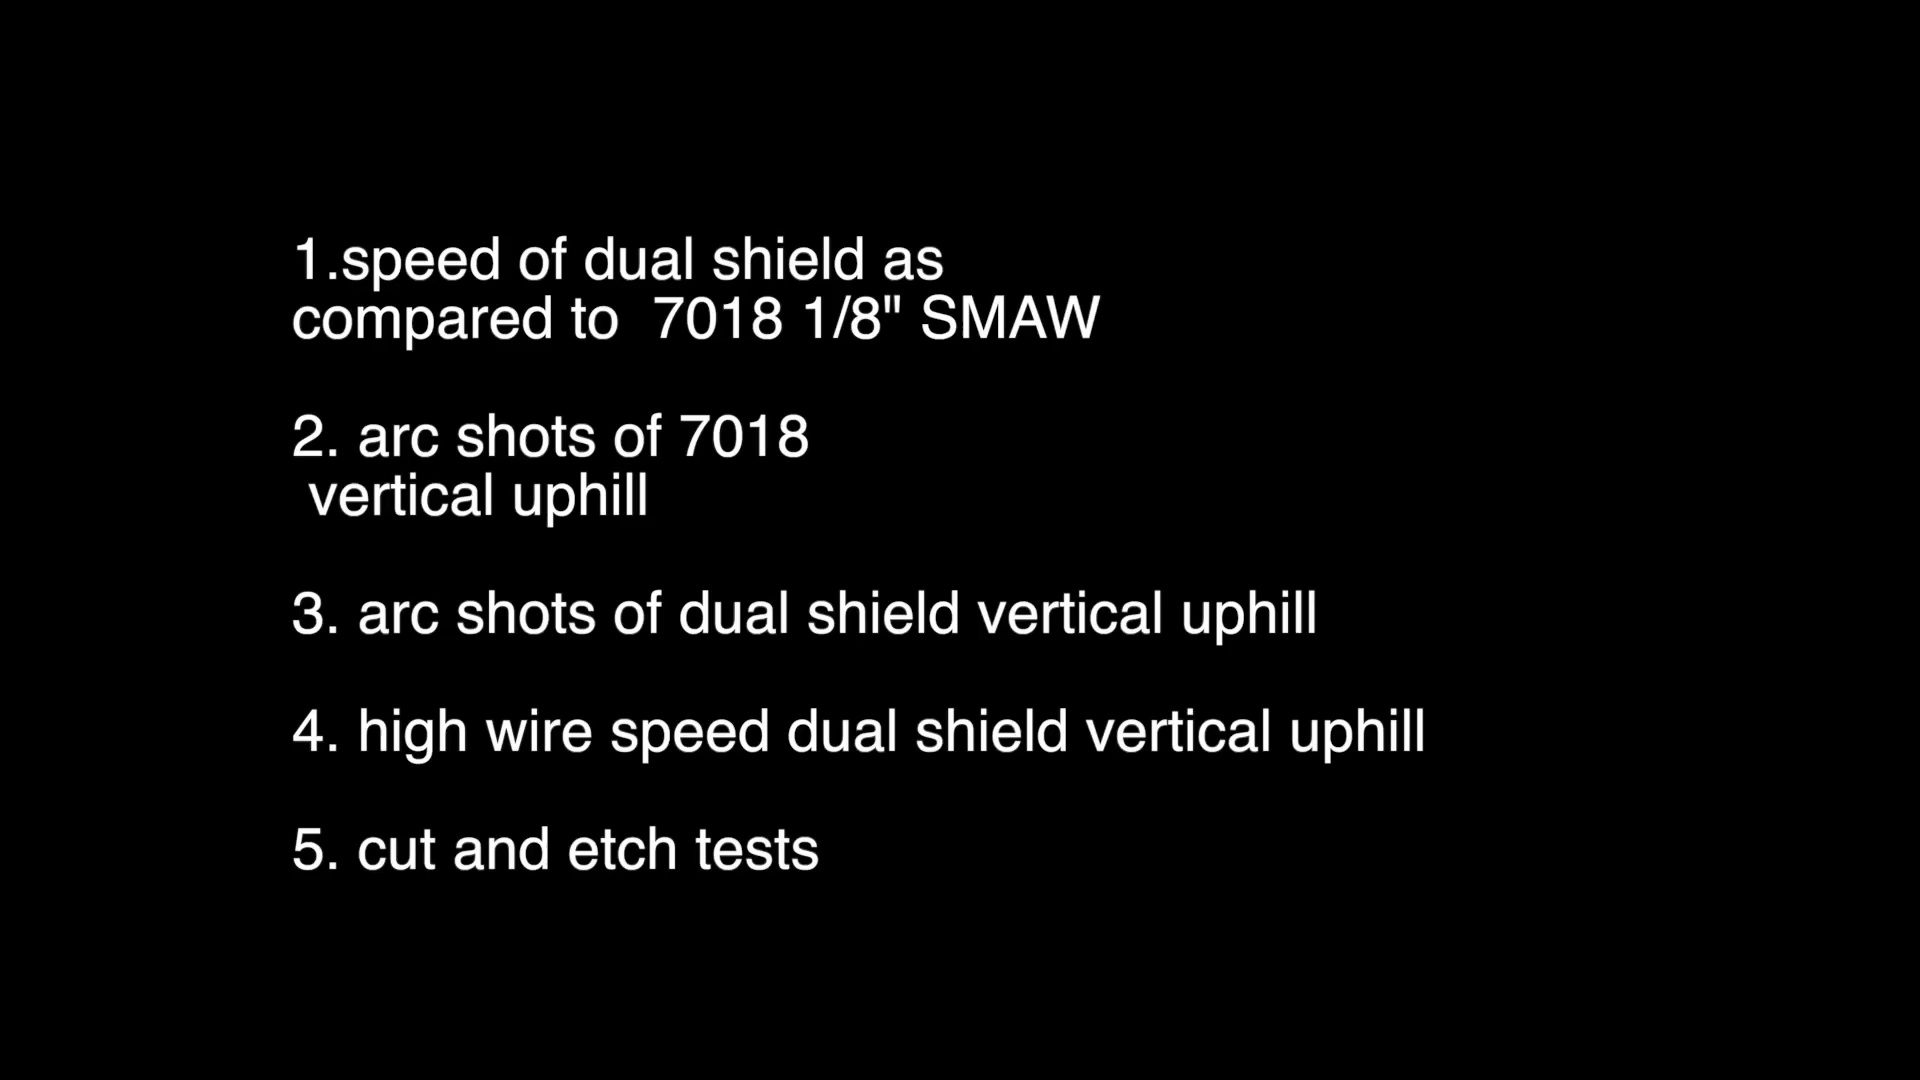 1.speed of dual shield as
compared to  7018 1/8" SMAW
2. arc shots of 7018
vertical uphill
3. arc shots of dual shield vertical uphill
4. high wire speed dual shield vertical uphill
5. cut and etch tests